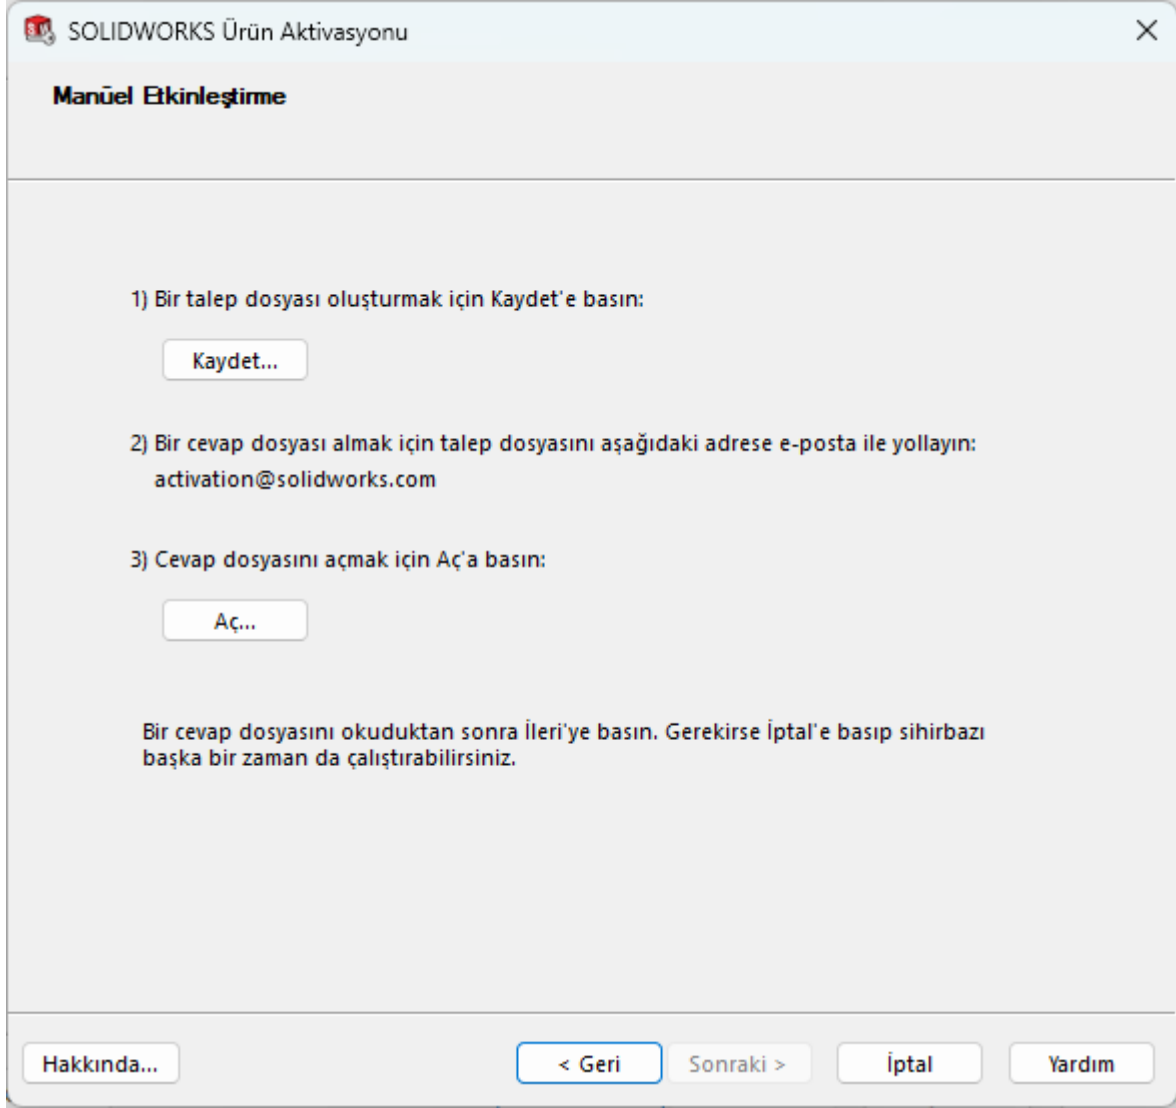 SOLIDWORKS Ürün Aktivasyonu
Manüel Etkinleştirme
1) Bir talep dosyası oluşturmak için Kaydet'e basın:
Kaydet...
2) Bir cevap dosyası almak için talep dosyasını aşağıdaki adrese e-posta ile yollayın:
activation@solidworks.com
3) Cevap dosyasını açmak için Aç'a basın:
Aç...
Bir cevap dosyasını okuduktan sonra İleri'ye basın. Gerekirse İptal'e basıp sihirbazı
başka bir zaman da çalıştırabilirsiniz.
Hakkında...
< Geri
Sonraki >
İptal
Yardım